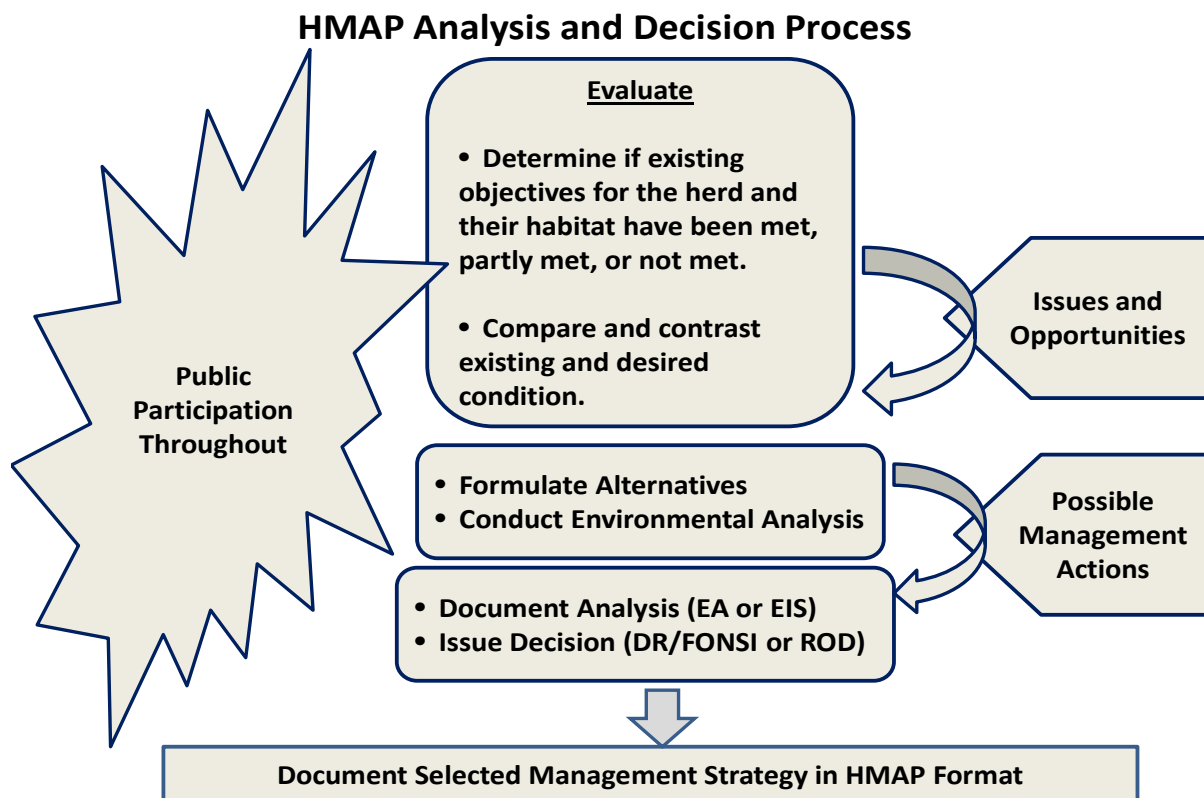 HMAP Analysis and Decision Process
Evaluate
• Determine if existing
objectives for the herd and
their habitat have been met,
partly met, or not met.
• Compare and contrast
existing and desired
condition.
Issues and
Opportunities
Public
Participation
Throughout
• Formulate Alternatives
• Conduct Environmental Analysis
Possible
Management
Actions
• Document Analysis (EA or EIS)
• Issue Decision (DR/FONSI or ROD)
Document Selected Management Strategy in HMAP Format